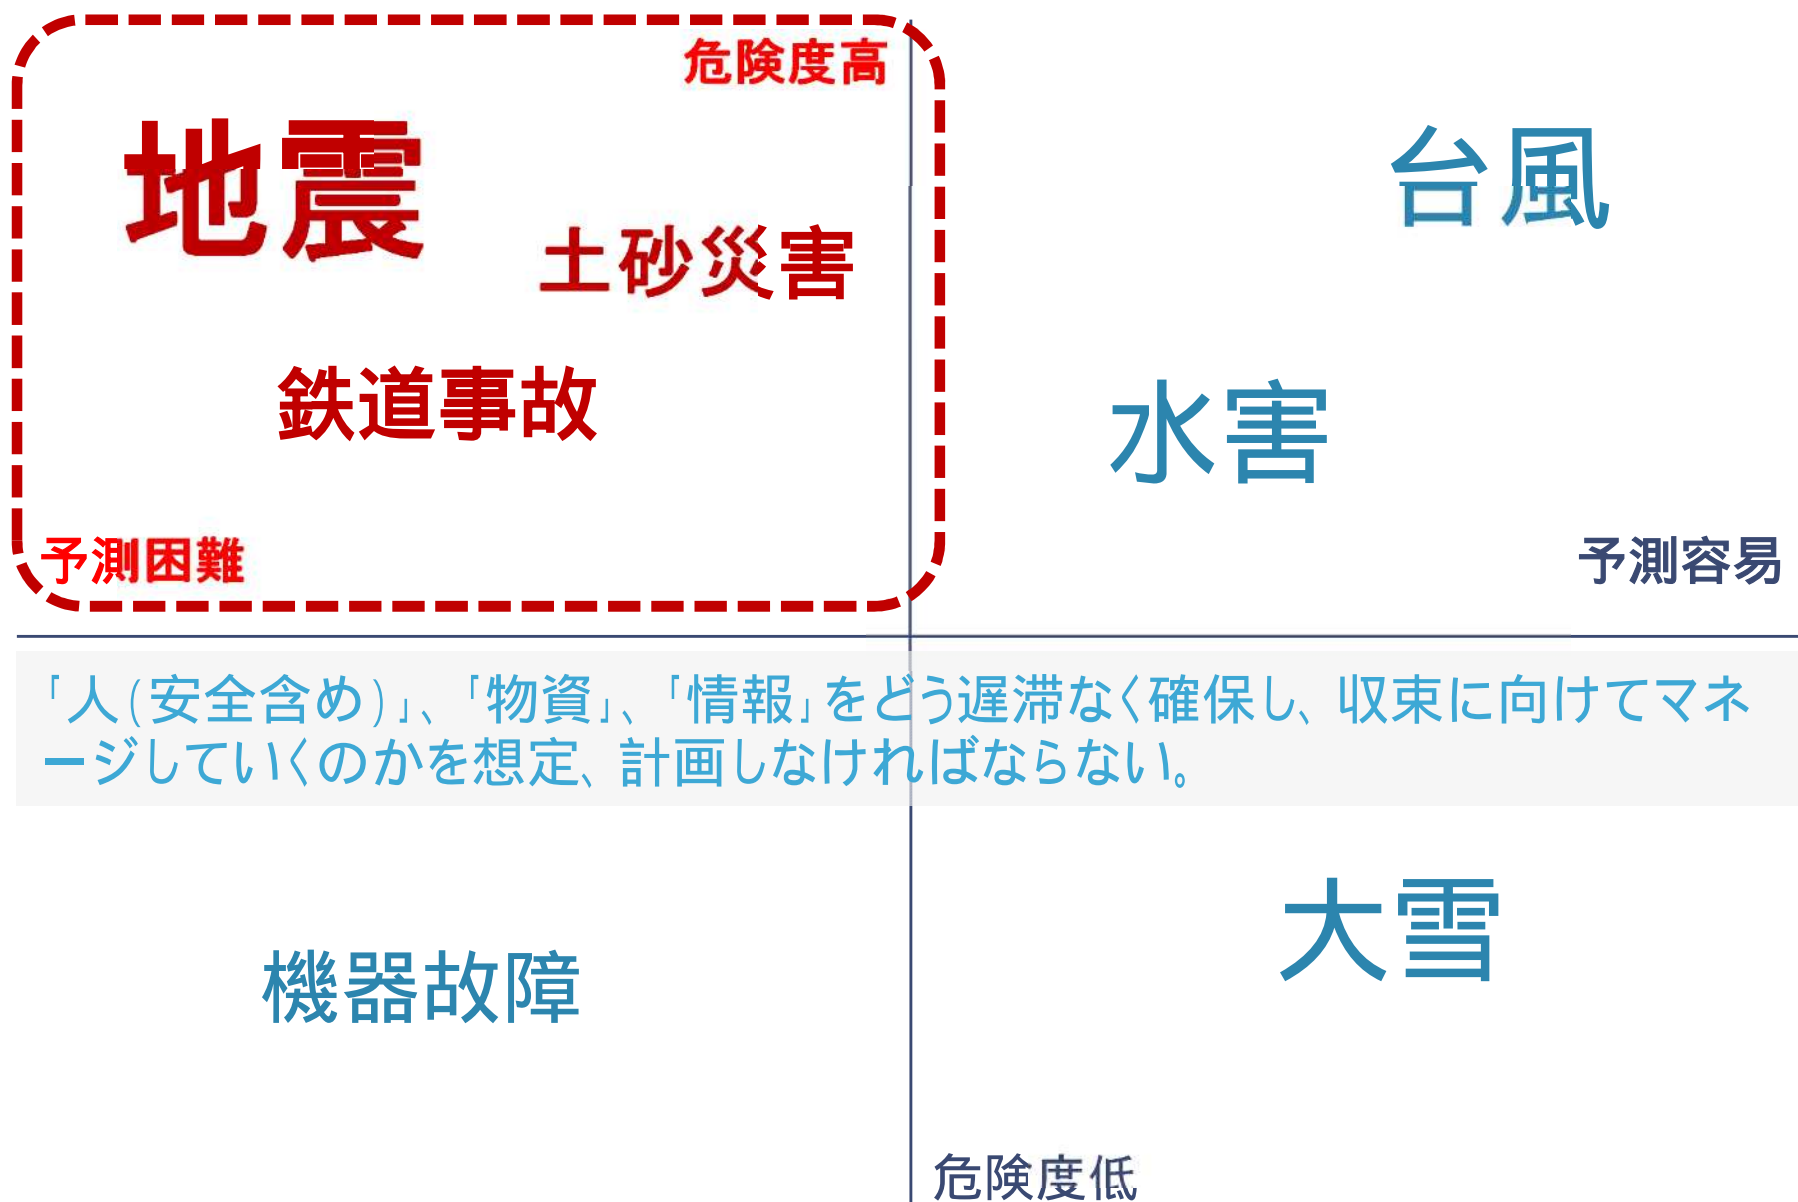 危険度高
地震
台風
土砂災害
鉄道事故
水害
予測困難
予測容易
「人(安全含め)」、「物資」、「情報」をどう遅滞なく確保し、収束に向けてマネ
ージしていくのかを想定、計画しなければならない。
大雪
機器故障
危険度低